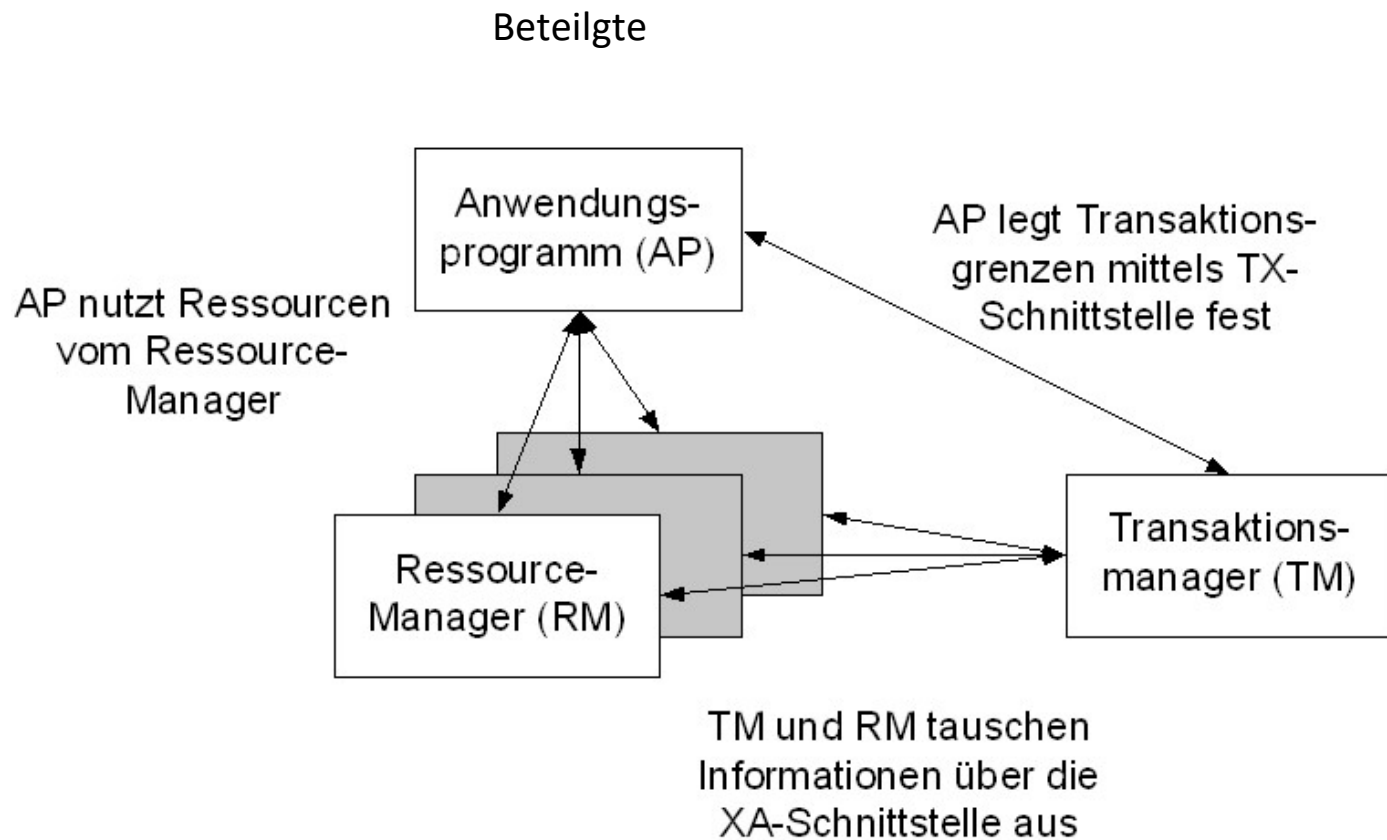 Beteilgte
Anwendungs-
programm (AP)
AP legt Transaktions-
grenzen mittels TX-
Schnittstelle fest
AP nutzt Ressourcen
vom Ressource-
Manager
Ressource-
Manager (RM)
Transaktions-
manager (TM)
TM und RM tauschen
Informationen über die
XA-Schnittstelle aus